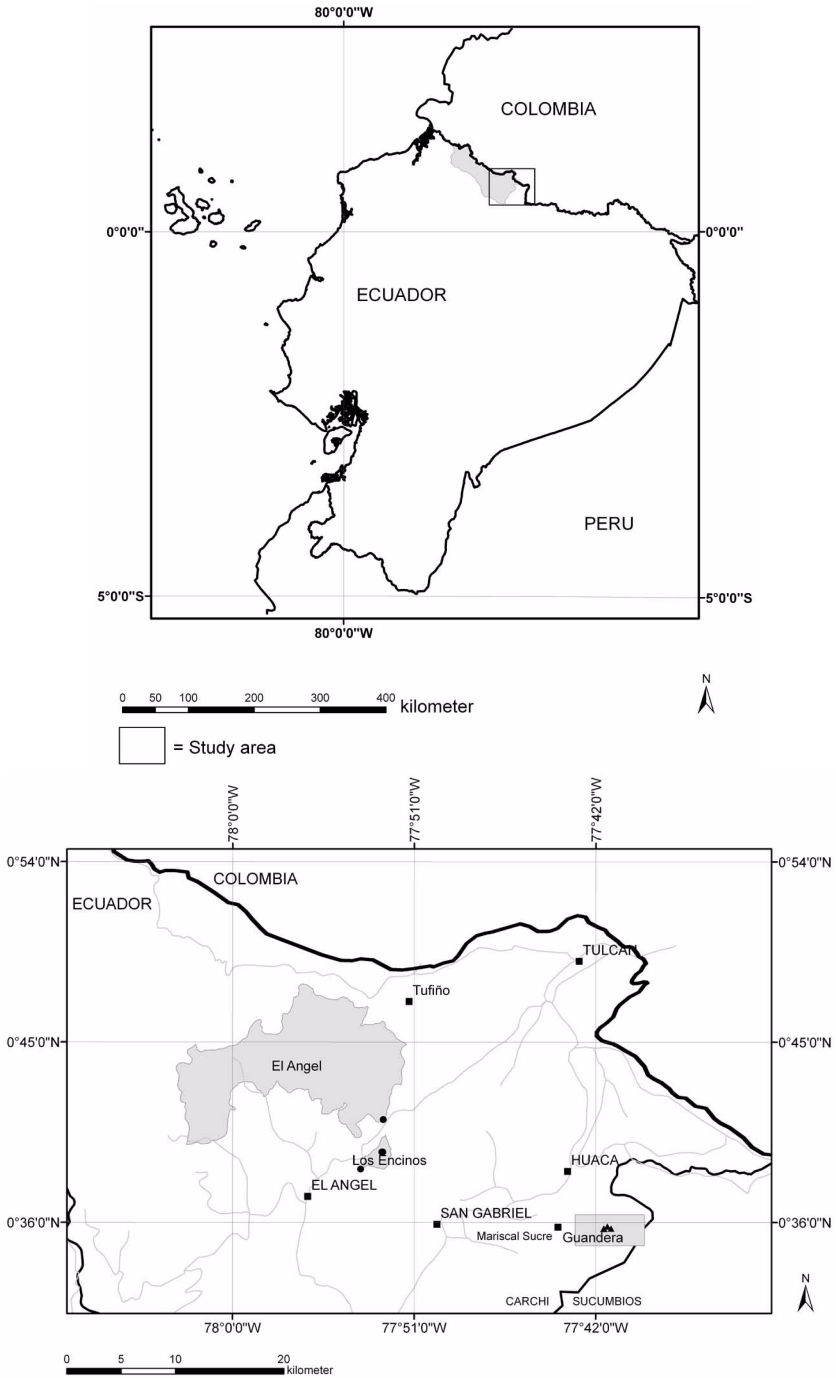 80°0'0"W
COLOMBIA
0°0'0"
0°0'0"
ECUADOR
PERU
5°0'0"S
5°0'0"S
80°0'0"W
N
0 50 100 200 300 400 kilometer
= Study area
78°0'0"W
77°51'0"W
77°42'0"W
0°54'0"N
0°54'0"N
COLOMBIA
ECUADOR
TULCAN
Tufiño
0°45'0"N
0°45'0"N
El Angel
Los Encinos
HUACA
EL ANGEL
SAN GABRIEL
0°36'0"N
0°36'0"N
Mariscal Sucre
Guandera
N
CARCHI
SUCUMBIOS
78°0'0"W
77°51'0"W
77°42'0"W
0 5 10 20
kilometer